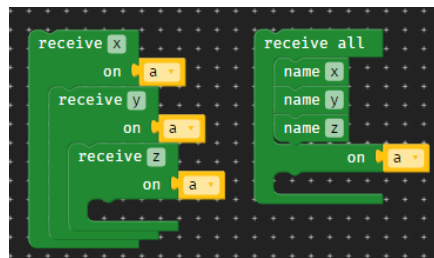 receive x
on a
receive y
on a
receive z
on a
receive all
name x
name y
name z
on a